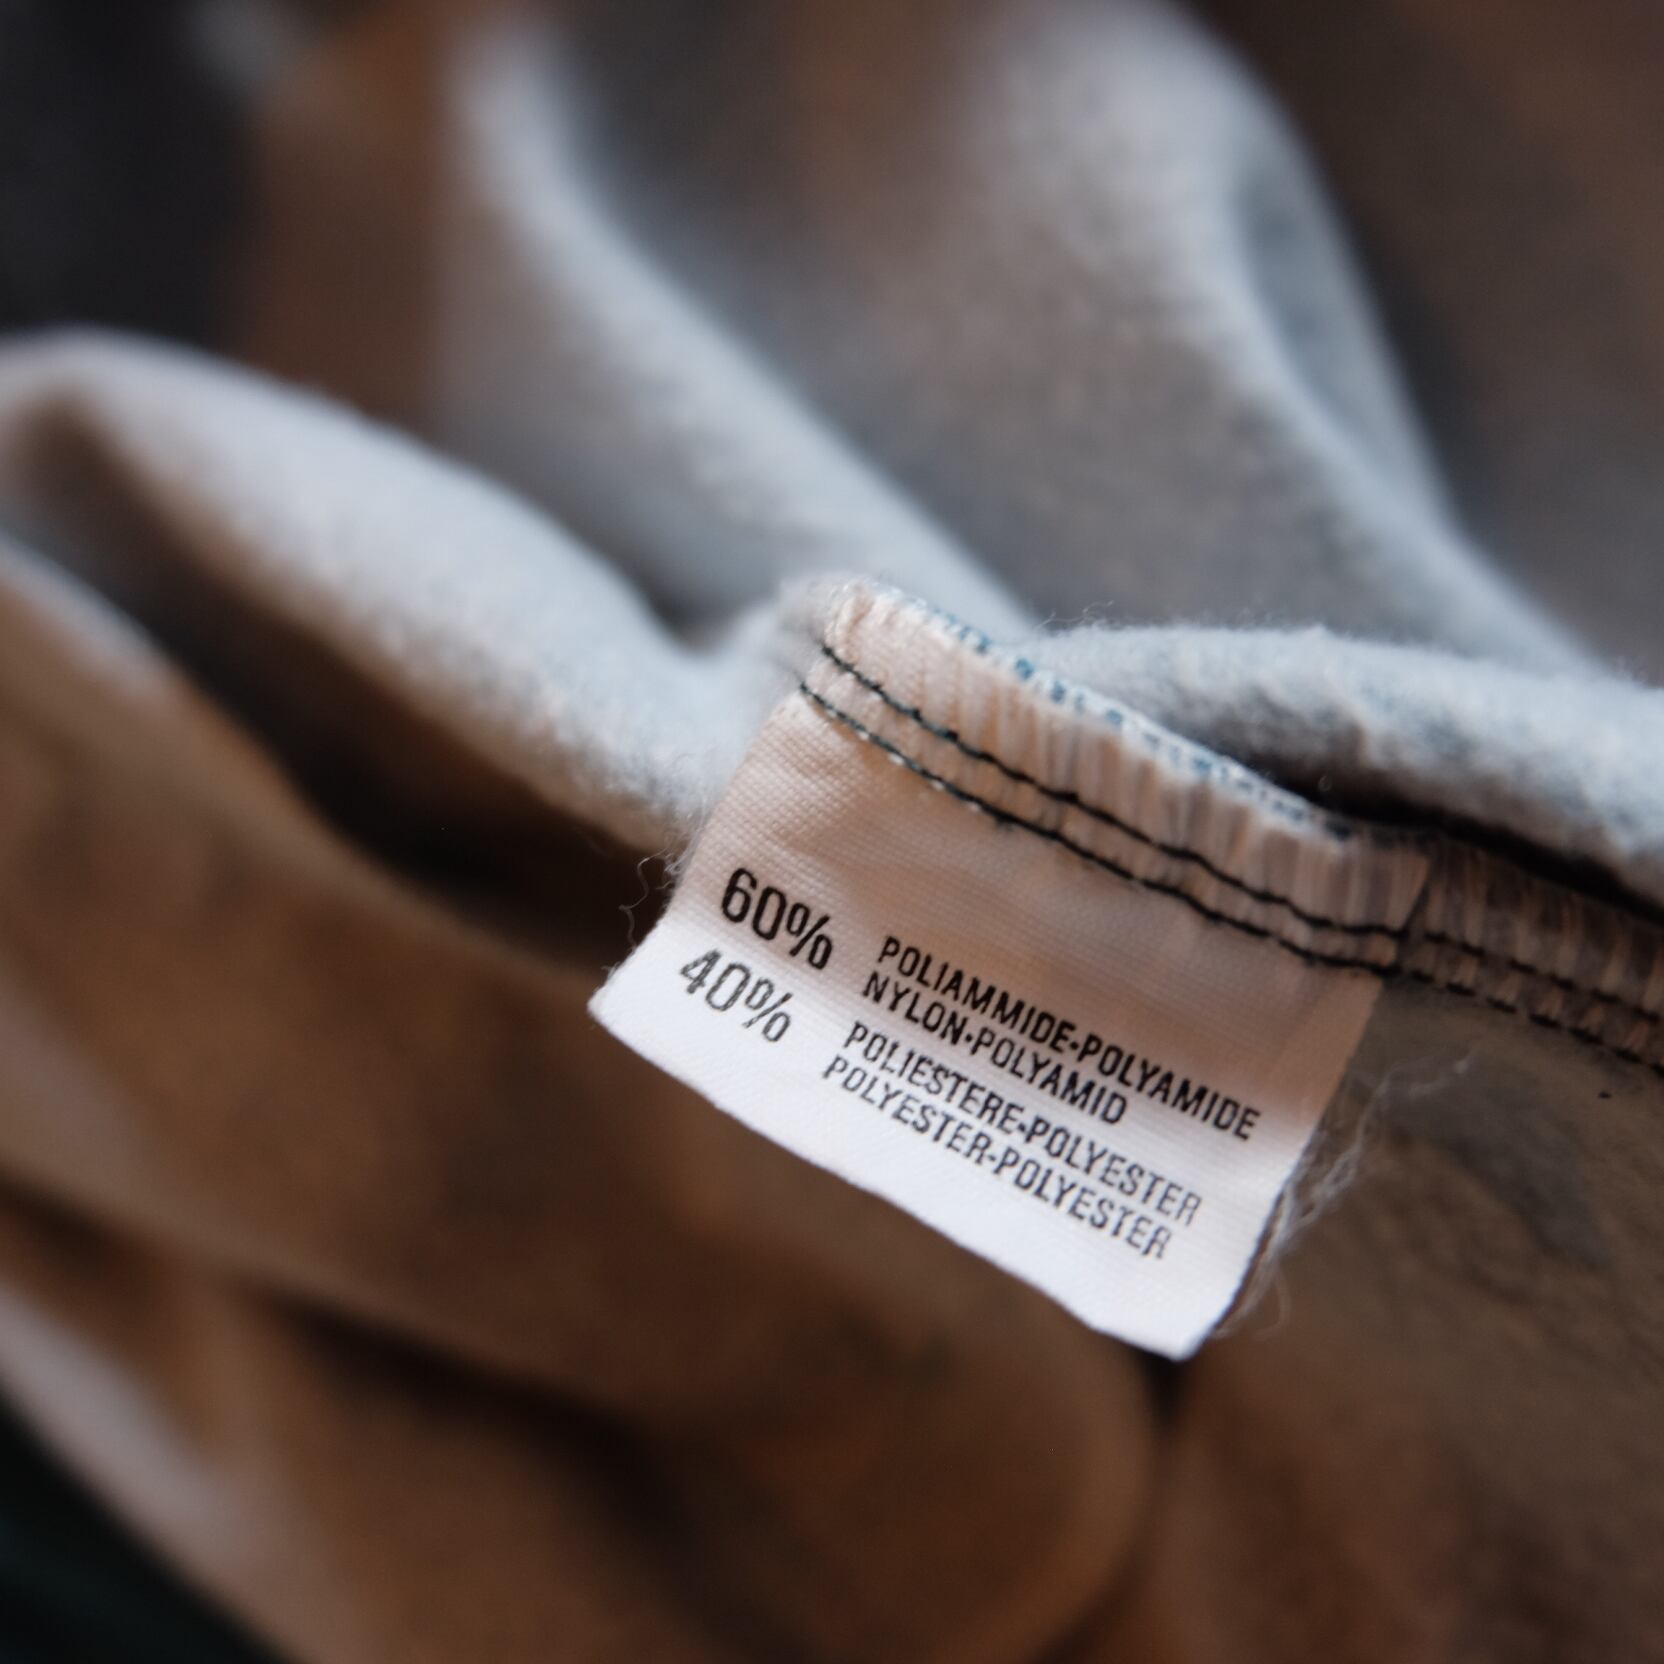 60% POLIAMMIDE•POLYAMIDE
NYLON•POLYAMID
40% POLIESTERE•POLYESTER
POLYESTER•POLYESTER